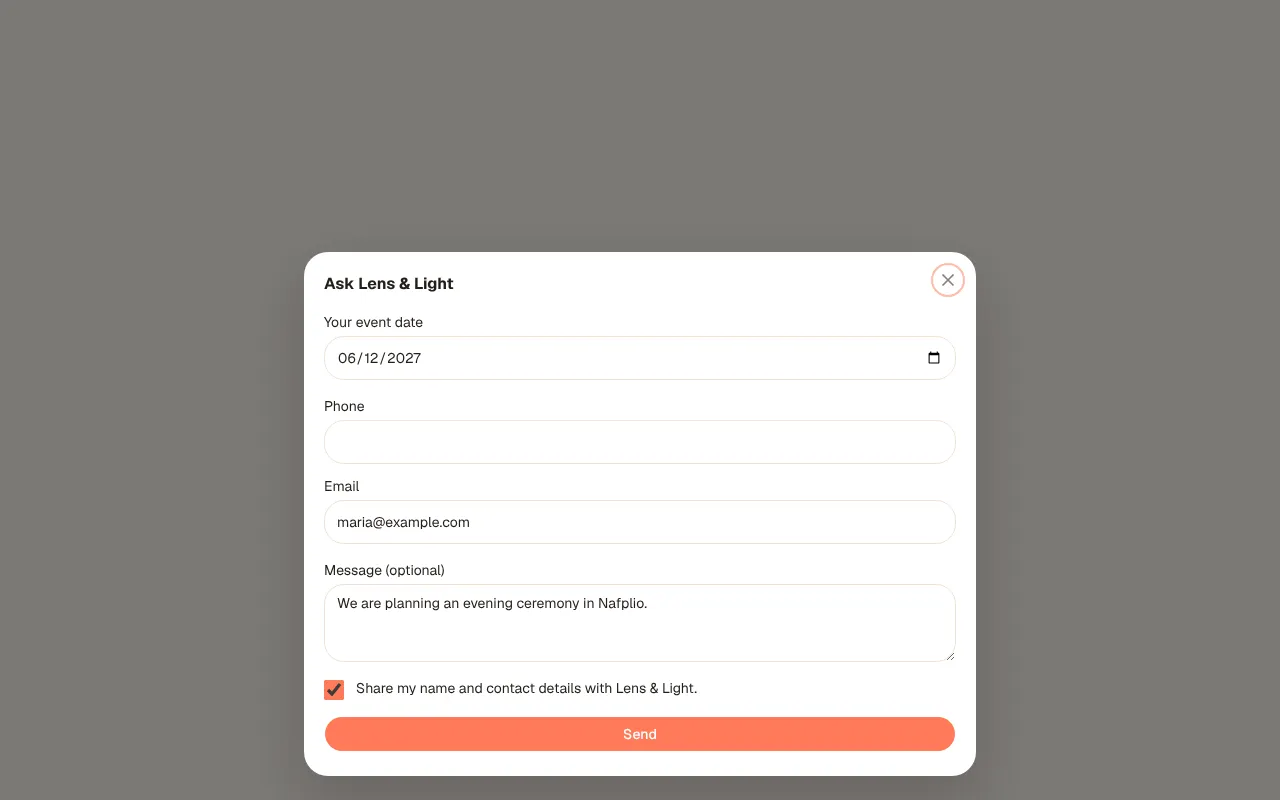 Ask Lens & Light
Your event date
06/12/2027
Phone
Email
maria@example.com
Message (optional)
We are planning an evening ceremony in Nafplio.
Share my name and contact details with Lens & Light.
Send